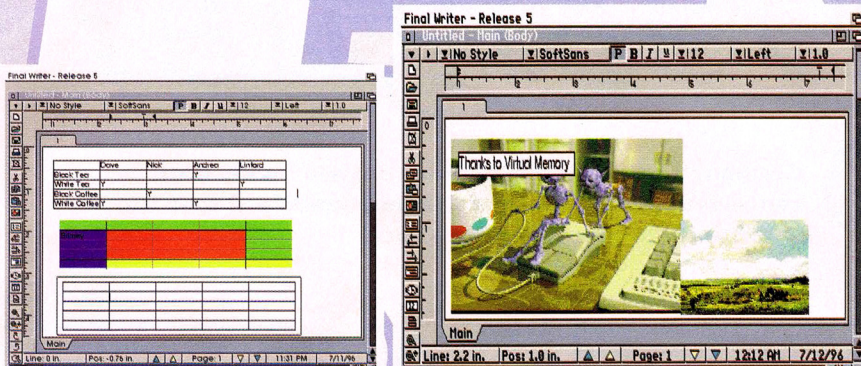 Final Writer - Release 5
Untitled - Main (Body)
No Style SoftSans P B I U 12 Left 1.0
1
Dave Nick Andrea Lintard
Black Tea Y
White Tea Y Y
Black Coffee Y
White Coffee Y Y
Main
Line: 0 in. Pos: -0.76 in. Page: 1 11:31 PM 7/11/96
Final Writer - Release 5
Untitled - Main (Body)
No Style SoftSans P B I U 12 Left 1.0
1
Thanks to Virtual Memory
Main
Line: 2.2 in. Pos: 1.0 in. Page: 1 12:12 AM 7/12/96